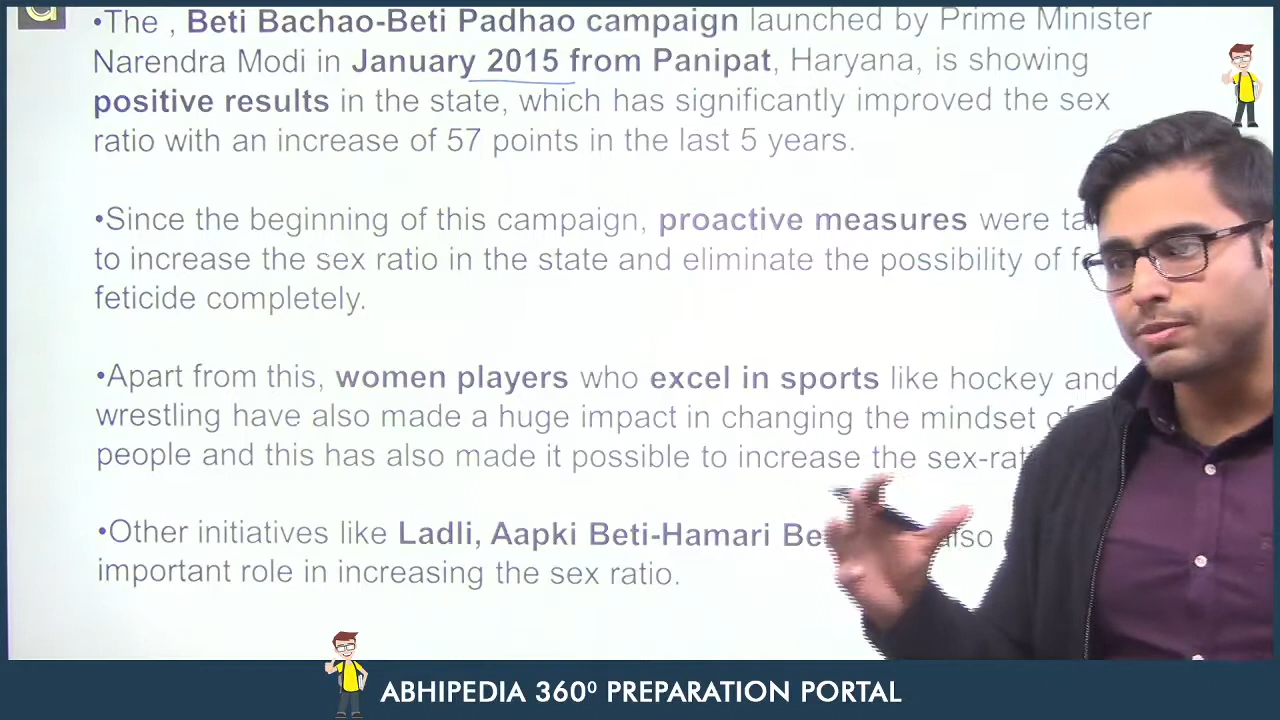 •The , Beti Bachao-Beti Padhao campaign launched by Prime Minister
Narendra Modi in January 2015 from Panipat, Haryana, is showing
positive results in the state, which has significantly improved the sex
ratio with an increase of 57 points in the last 5 years.
•Since the beginning of this campaign, proactive measures were
to increase the sex ratio in the state and eliminate the possibility of
feticide completely.
•Apart from this, women players who excel in sports like hockey and
wrestling have also made a huge impact in changing the mindset
people and this has also made it possible to increase the
•Other initiatives like Ladli, Aapki Beti-Hamari
important role in increasing the sex ratio.
ABHIPEDIA 360⁰ PREPARATION PORTAL